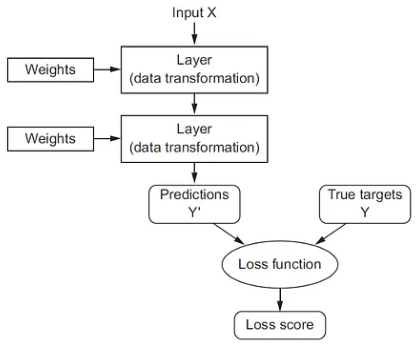 Input X
Layer
(data transformation)
Weights
Layer
(data transformation)
Weights
Predictions
Y'
True targets
Y
Loss function
Loss score